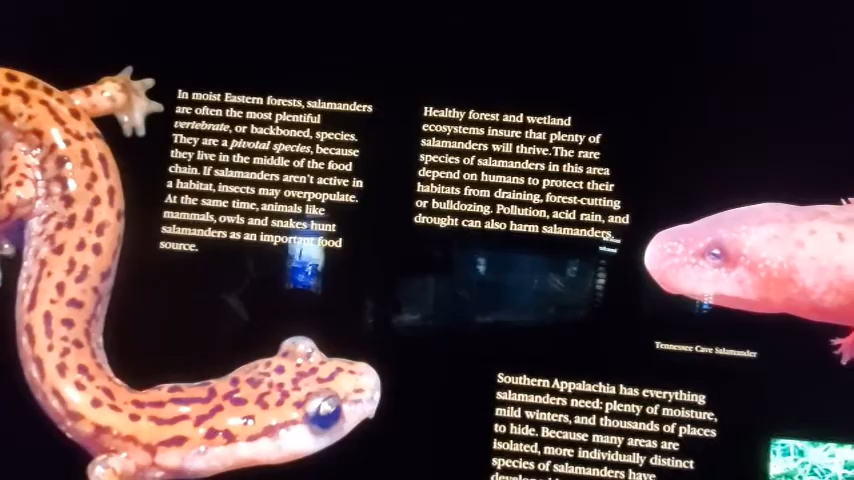 In moist Eastern forests, salamanders
are often the most plentiful
vertebrate, or backboned, species.
They are a pivotal species, because
they live in the middle of the food
chain. If salamanders aren't active in
a habitat, insects may overpopulate.
At the same time, animals like
mammals, owls and snakes hunt
salamanders as an important food
source.
Healthy forest and wetland
ecosystems insure that plenty of
salamanders will thrive. The rare
species of salamanders in this area
depend on humans to protect their
habitats from draining, forest-cutting
or bulldozing. Pollution, acid rain, and
drought can also harm salamanders.
Tennessee Cave Salamander
Southern Appalachia has everything
salamanders need: plenty of moisture,
mild winters, and thousands of places
to hide. Because many areas are
isolated, more individually distinct
species of salamanders have